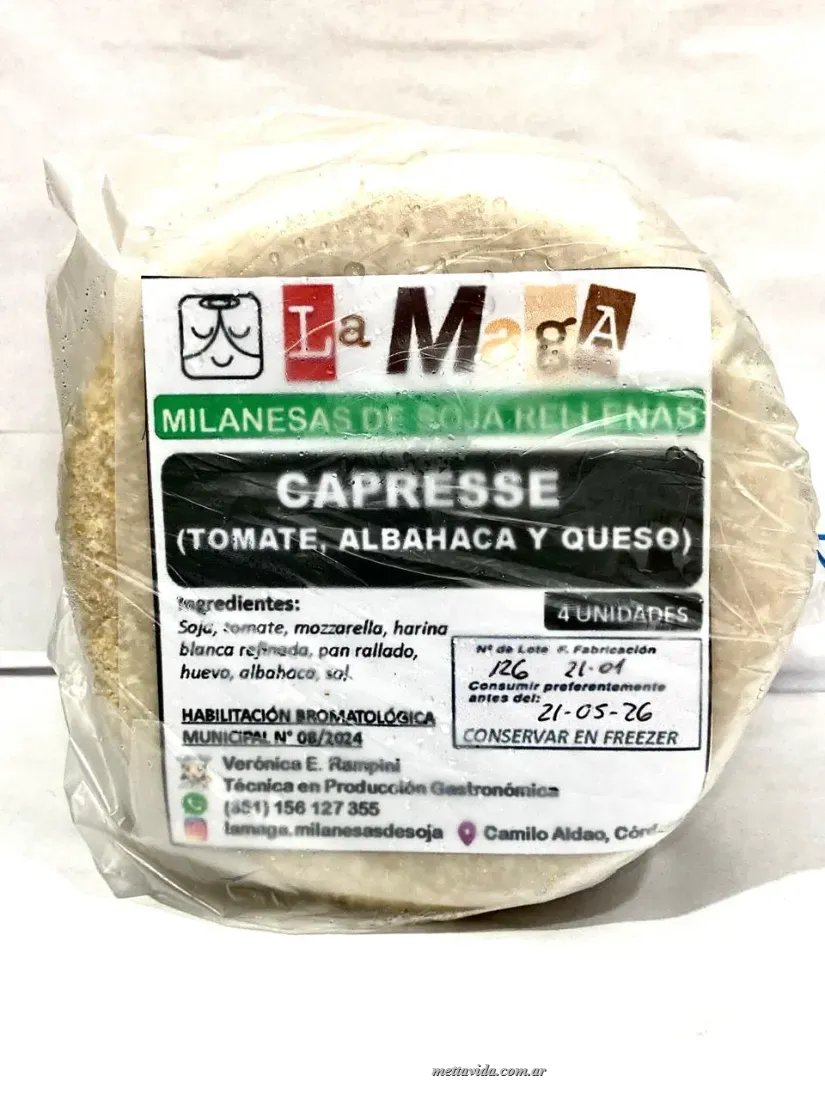 La MagA
MILANESAS DE SOJA RELLENAS
CAPRESSE
(TOMATE, ALBAHACA Y QUESO)
Ingredientes:
Soja, tomate, mozzarella, harina
blanca refinada, pan rallado,
huevo, albahaca, sal.
4 UNIDADES
Nº de Lote F. Fabricación
126 21-01
Consumir preferentemente
antes del:
21-05-26
CONSERVAR EN FREEZER
HABILITACIÓN BROMATOLÓGICA
MUNICIPAL Nº 08/2024
Verónica E. Rampini
Técnica en Producción Gastronómica
156 127 355
lamaga.milanesasdesoja Camilo Aldao,
mettavida.com.ar